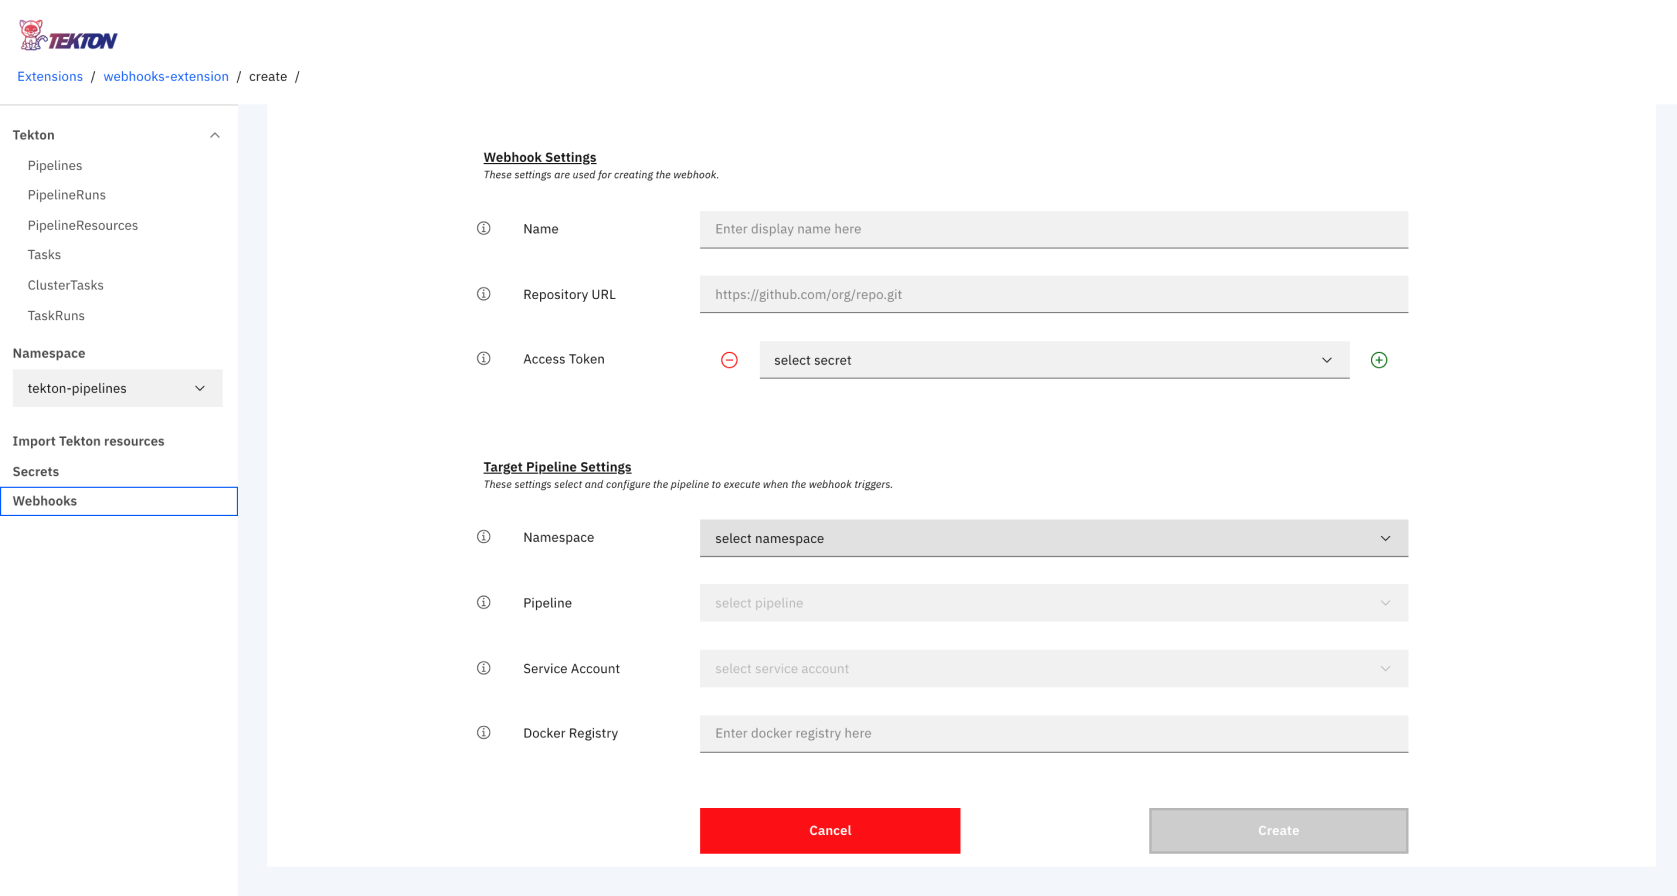 TEKTON
Extensions / webhooks-extension / create /
Tekton
Pipelines
PipelineRuns
PipelineResources
Tasks
ClusterTasks
TaskRuns
Namespace
tekton-pipelines
Import Tekton resources
Secrets
Webhooks
Webhook Settings
These settings are used for creating the webhook.
Name
Enter display name here
Repository URL
https://github.com/org/repo.git
Access Token
select secret
Target Pipeline Settings
These settings select and configure the pipeline to execute when the webhook triggers.
Namespace
select namespace
Pipeline
select pipeline
Service Account
select service account
Docker Registry
Enter docker registry here
Cancel
Create